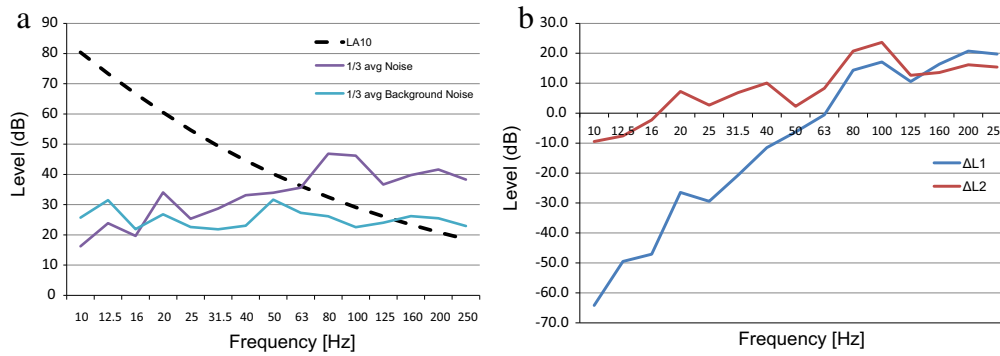 a
90
80
70
60
50
40
30
20
10
0
Level (dB)
LA10
1/3 avg Noise
1/3 avg Background Noise
10 12.5 16 20 25 31.5 40 50 63 80 100 125 160 200 250
Frequency [Hz]
b
30.0
20.0
10.0
0.0
-10.0
-20.0
-30.0
-40.0
-50.0
-60.0
-70.0
Level (dB)
10 12.5 16 20 25 31.5 40 50 63 80 100 125 160 200 25
ΔL1
ΔL2
Frequency [Hz]